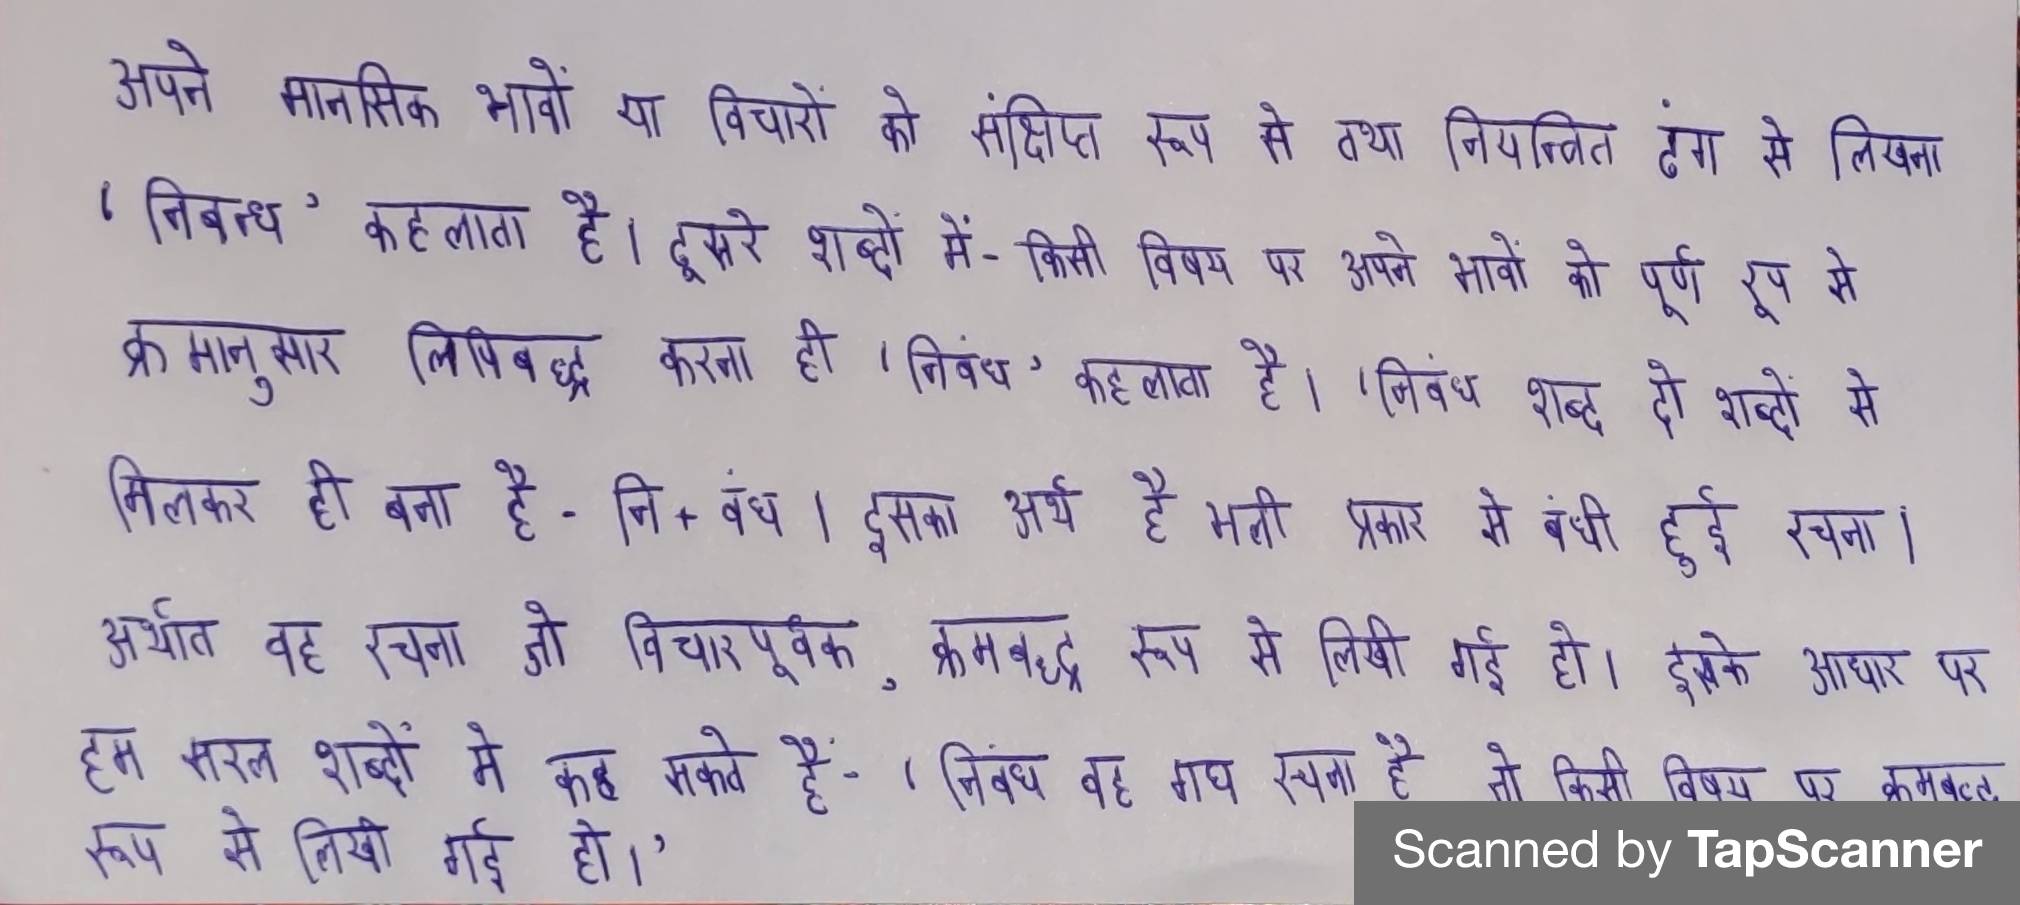 अपने मानसिक भावों या विचारों को संक्षिप्त रूप से तथा नियन्त्रित ढंग से लिखना
'निबन्ध' कहलाता है। दूसरे शब्दों में- किसी विषय पर अपने भावों को पूर्ण रूप से
क्रमानुसार लिपिबद्ध करना ही 'निबंध' कहलाता है। 'निबंध शब्द दो शब्दों से
मिलकर ही बना है - नि + बंध। इसका अर्थ है भली प्रकार से बंधी हुई रचना।
अर्थात वह रचना जो विचारपूर्वक, क्रमबद्ध रूप से लिखी गई हो। इसके आधार पर
हम सरल शब्दों मे कह सकते हैं- 'निबंध वह गद्य रचना है जो किसी विषय पर क्रमबद्ध
रूप से लिखी गई हो।'
Scanned by TapScanner